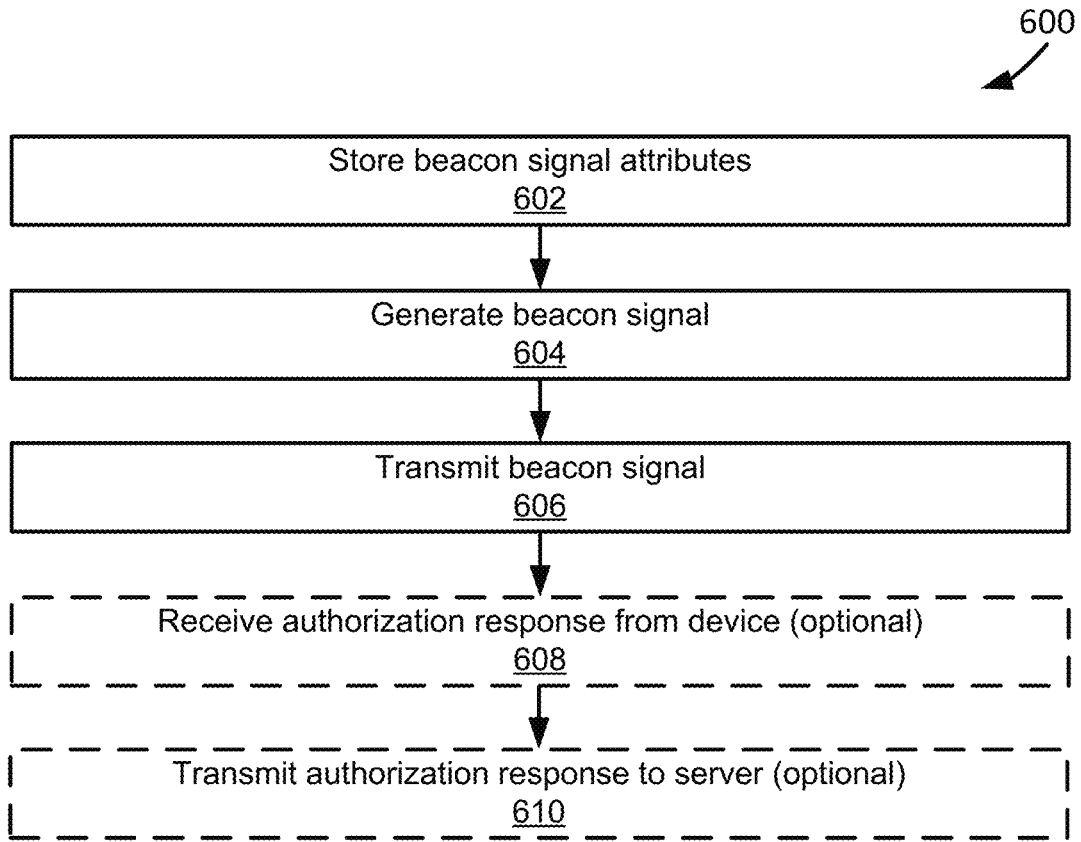 600
Store beacon signal attributes
602
Generate beacon signal
604
Transmit beacon signal
606
Receive authorization response from device (optional)
608
Transmit authorization response to server (optional)
610